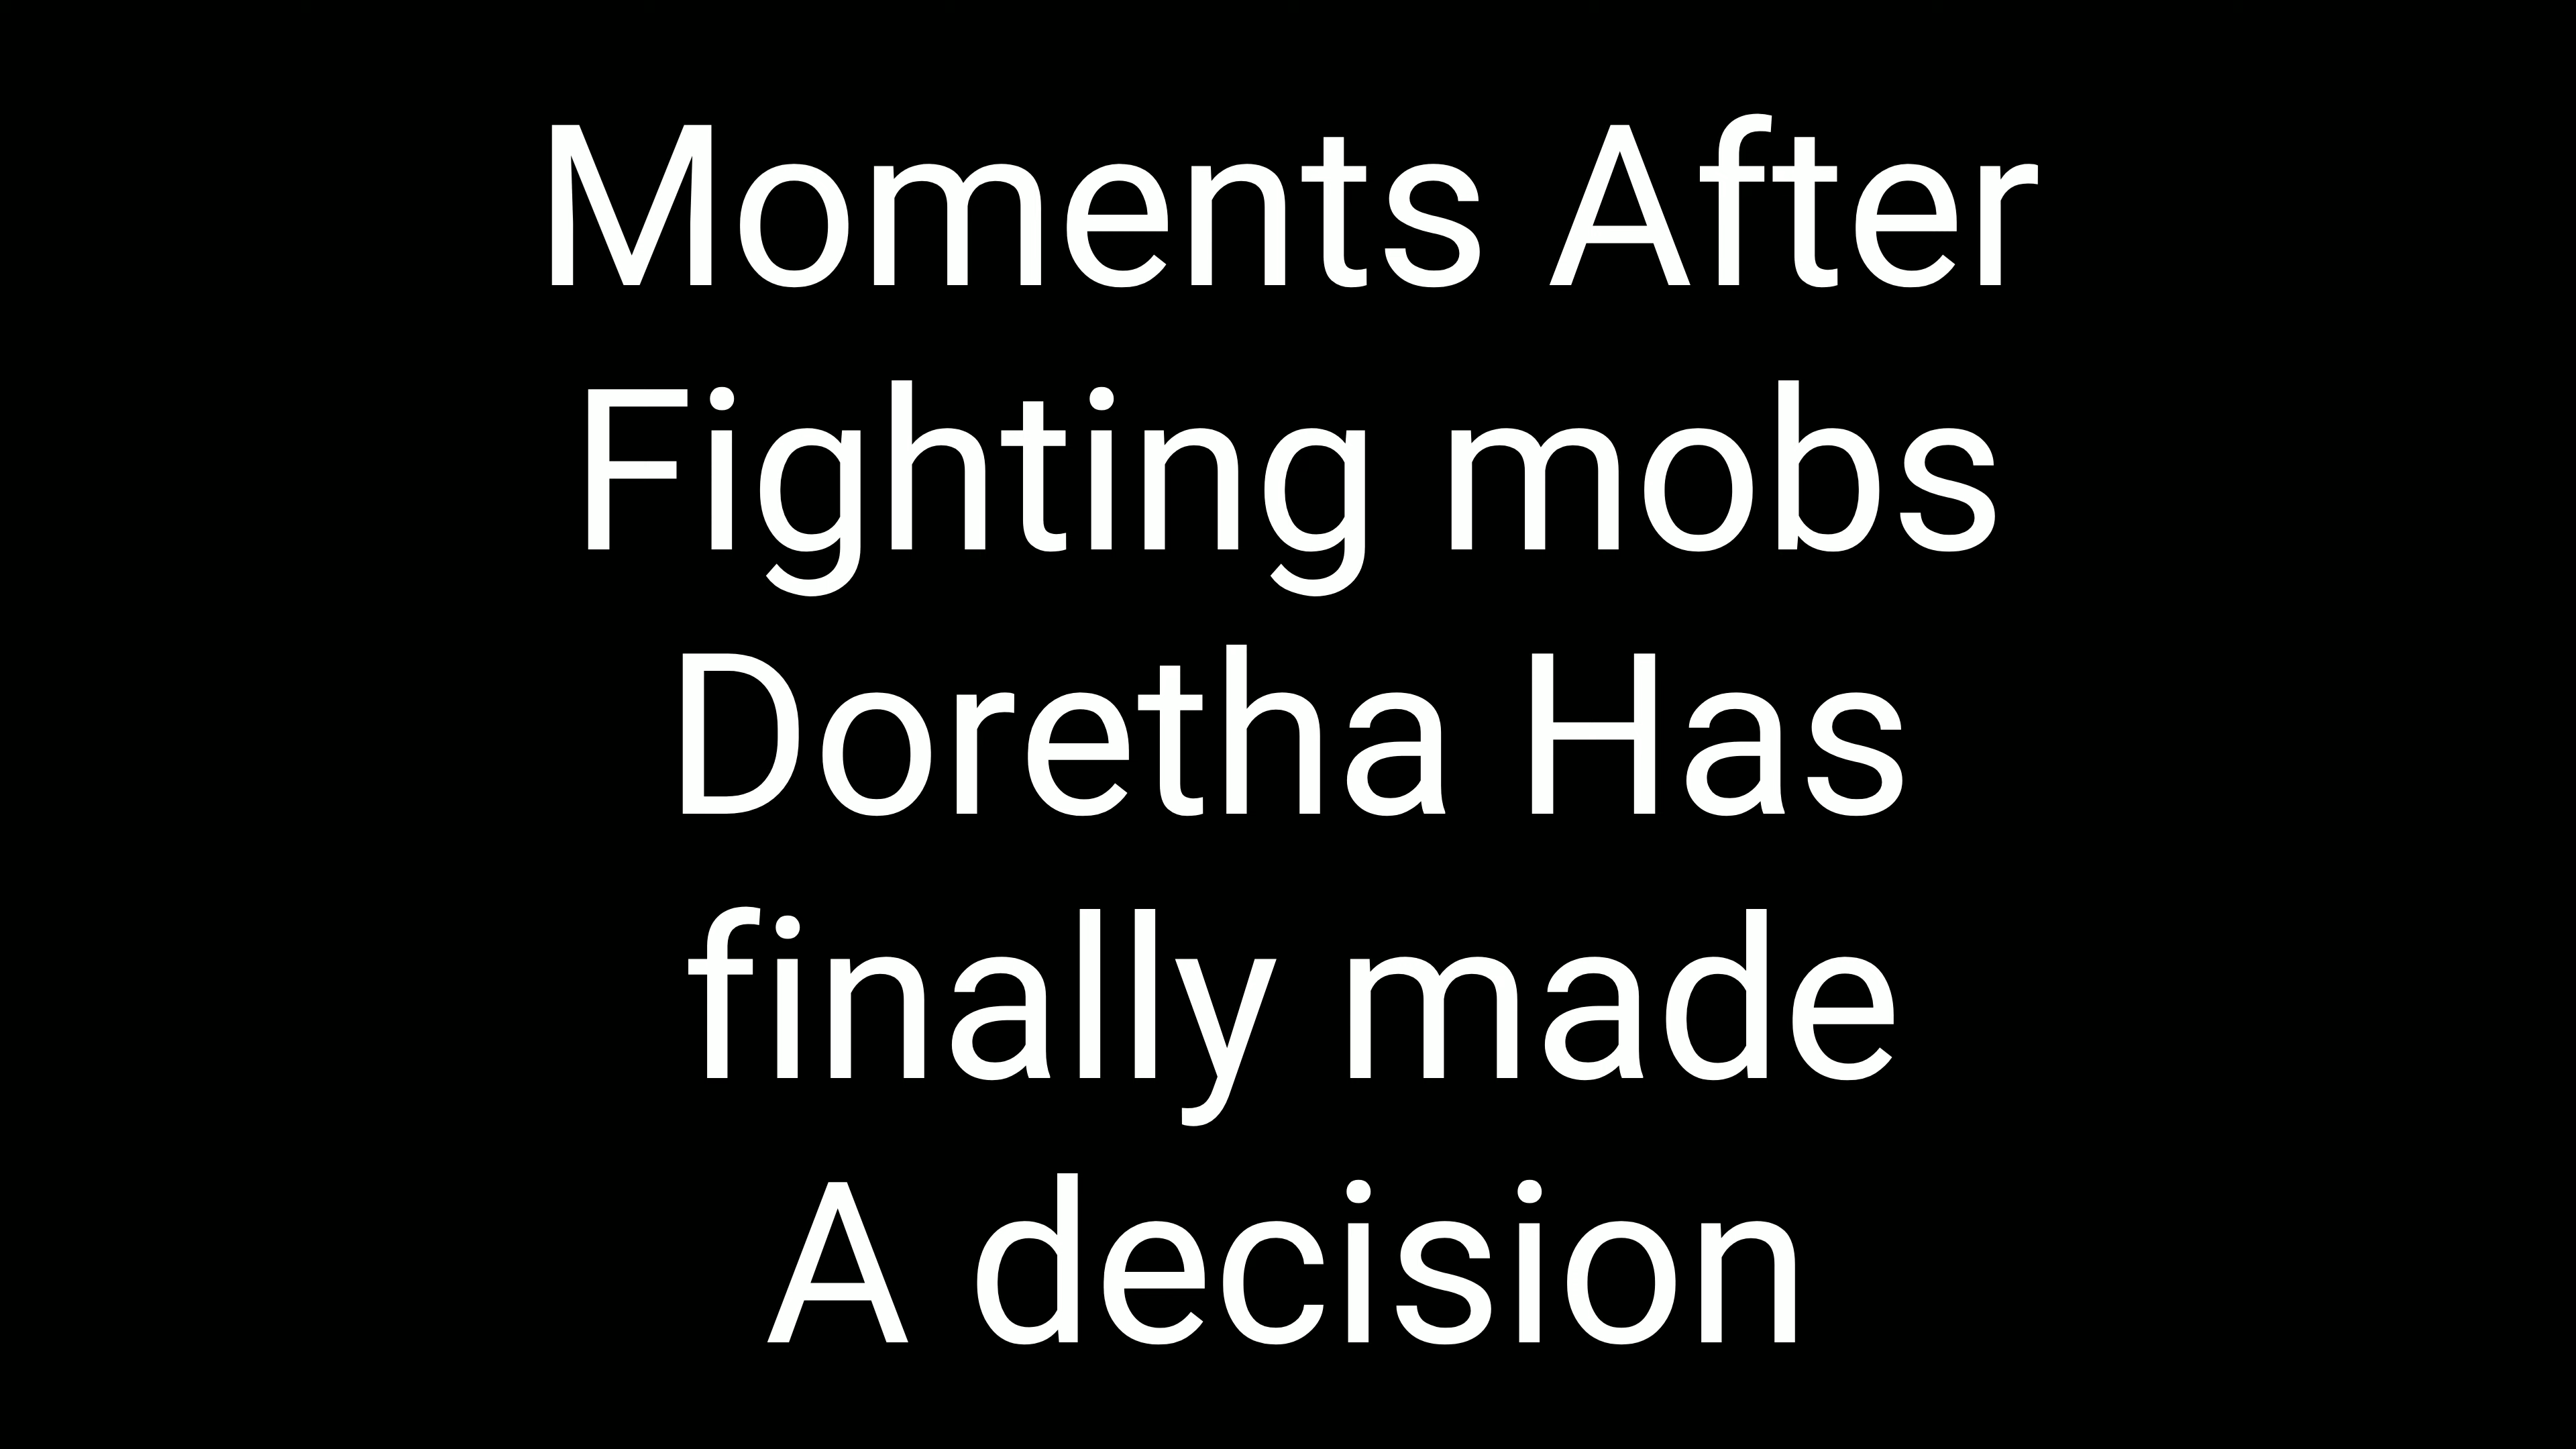 Moments After
Fighting mobs
Doretha Has
finally made
A decision